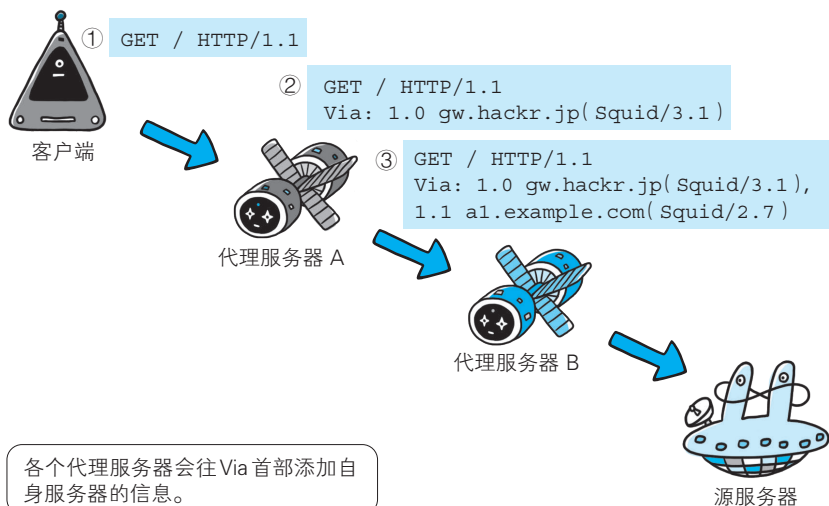 ① GET / HTTP/1.1
② GET / HTTP/1.1
Via: 1.0 gw.hackr.jp(Squid/3.1)
客户端
③ GET / HTTP/1.1
Via: 1.0 gw.hackr.jp(Squid/3.1),
1.1 a1.example.com(Squid/2.7)
代理服务器 A
代理服务器 B
各个代理服务器会往Via首部添加自
身服务器的信息。
源服务器